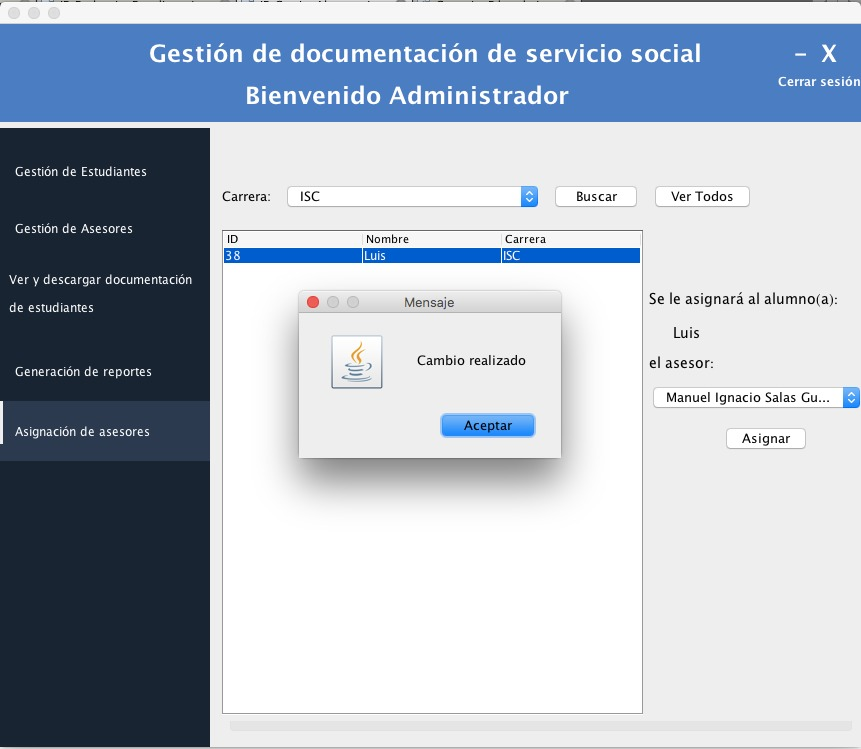 Gestión de documentación de servicio social
Bienvenido Administrador
– X
Cerrar sesión
Gestión de Estudiantes
Gestión de Asesores
Ver y descargar documentación
de estudiantes
Generación de reportes
Asignación de asesores
Carrera: ISC Buscar Ver Todos
ID Nombre Carrera
38 Luis ISC
Mensaje
Cambio realizado
Aceptar
Se le asignará al alumno(a):
Luis
el asesor:
Manuel Ignacio Salas Gu...
Asignar